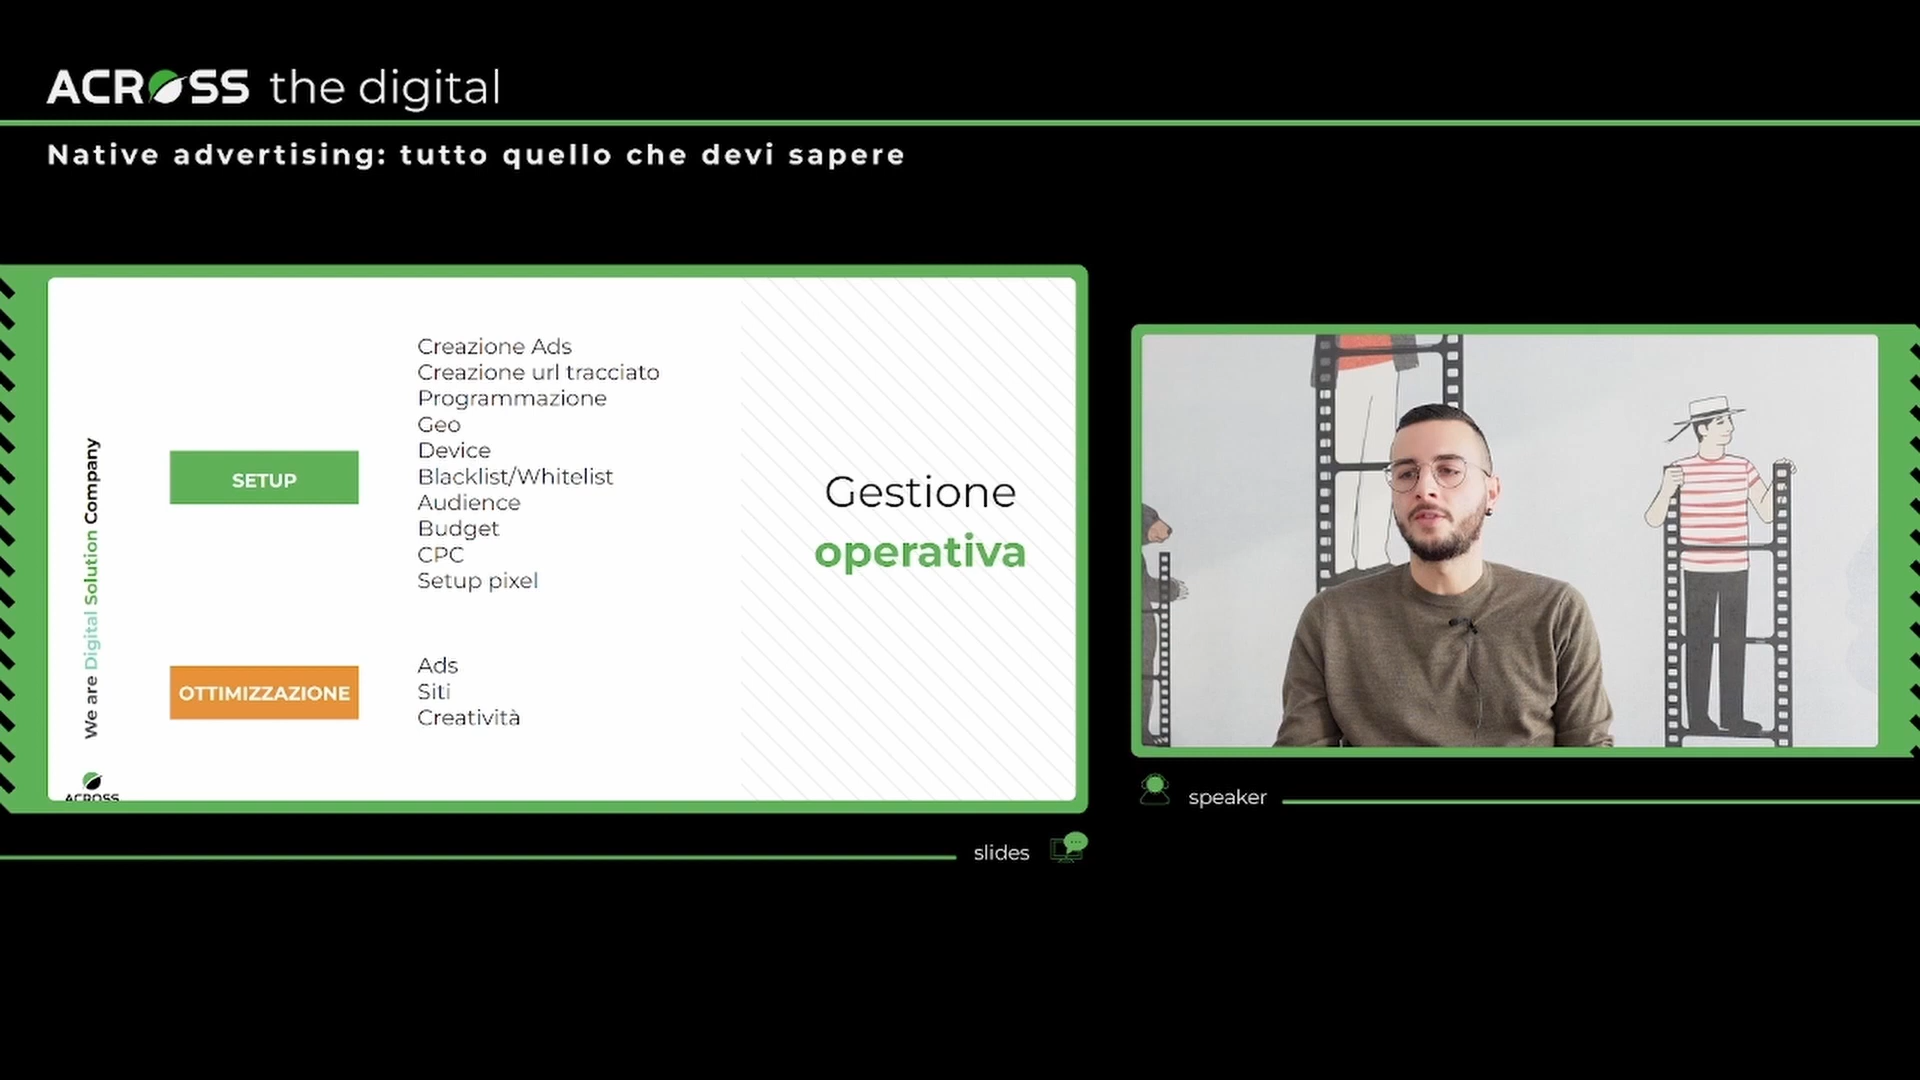 ACROSS the digital
Native advertising: tutto quello che devi sapere
We are Digital Solution Company
ACROSS
SETUP
Creazione Ads
Creazione url tracciato
Programmazione
Geo
Device
Blacklist/Whitelist
Audience
Budget
CPC
Setup pixel
OTTIMIZZAZIONE
Ads
Siti
Creatività
Gestione
operativa
speaker
slides